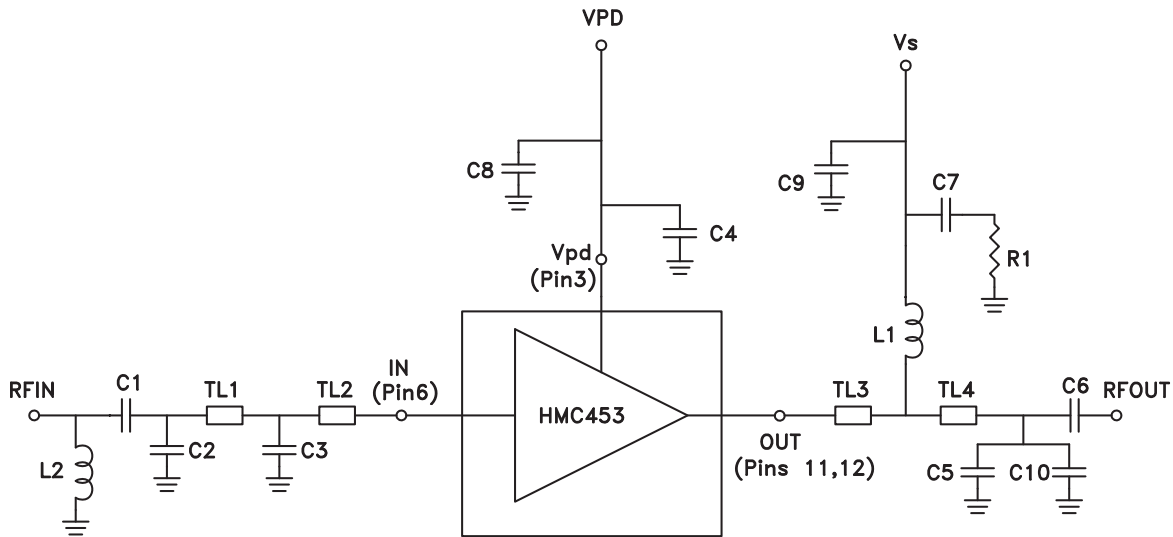 VPD
Vs
C8
C9
C7
C4
Vpd
(Pin3)
R1
L1
RFIN
C1
TL1
TL2
IN
(Pin6)
HMC453
TL3
TL4
C6
RFOUT
L2
C2
C3
OUT
(Pins 11,12)
C5
C10